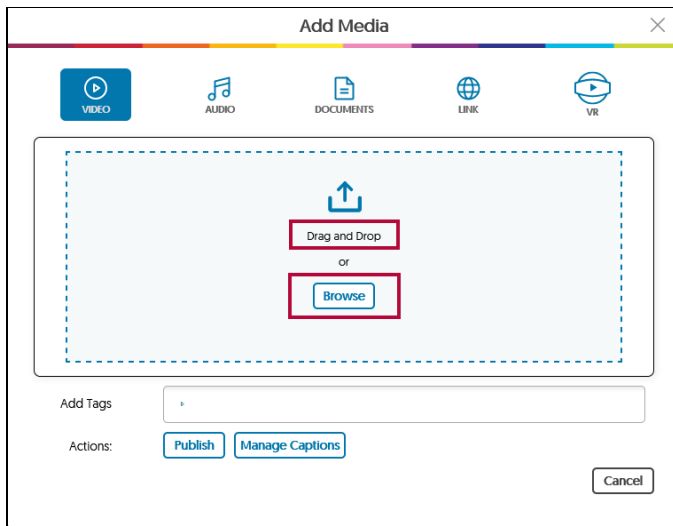 Add Media
VIDEO AUDIO DOCUMENTS LINK VR
Drag and Drop
or
Browse
Add Tags
Actions: Publish Manage Captions
Cancel